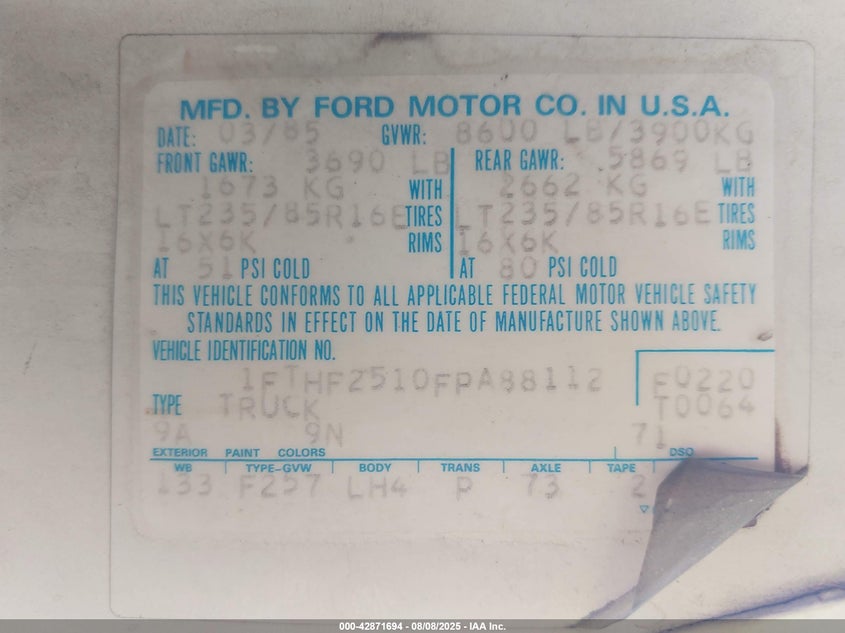 MFD. BY FORD MOTOR CO. IN U.S.A.
DATE: 03/85 GVWR: 8600 LB/3900KG
FRONT GAWR: 3690 LB REAR GAWR: 5869 LB
1673 KG WITH 2662 KG WITH
LT235/85R16E TIRES LT235/85R16E TIRES
16X6K RIMS 16X6K RIMS
AT 51 PSI COLD AT 80 PSI COLD
THIS VEHICLE CONFORMS TO ALL APPLICABLE FEDERAL MOTOR VEHICLE SAFETY
STANDARDS IN EFFECT ON THE DATE OF MANUFACTURE SHOWN ABOVE.
VEHICLE IDENTIFICATION NO.
1FTHF2510FPA88112 F0220
TYPE TRUCK T0064
9A 9N 71
EXTERIOR PAINT COLORS DSO
WB TYPE-GVW BODY TRANS AXLE TAPE
133 F257 LH4 P 73 2
000-42871694 - 08/08/2025 - IAA Inc.